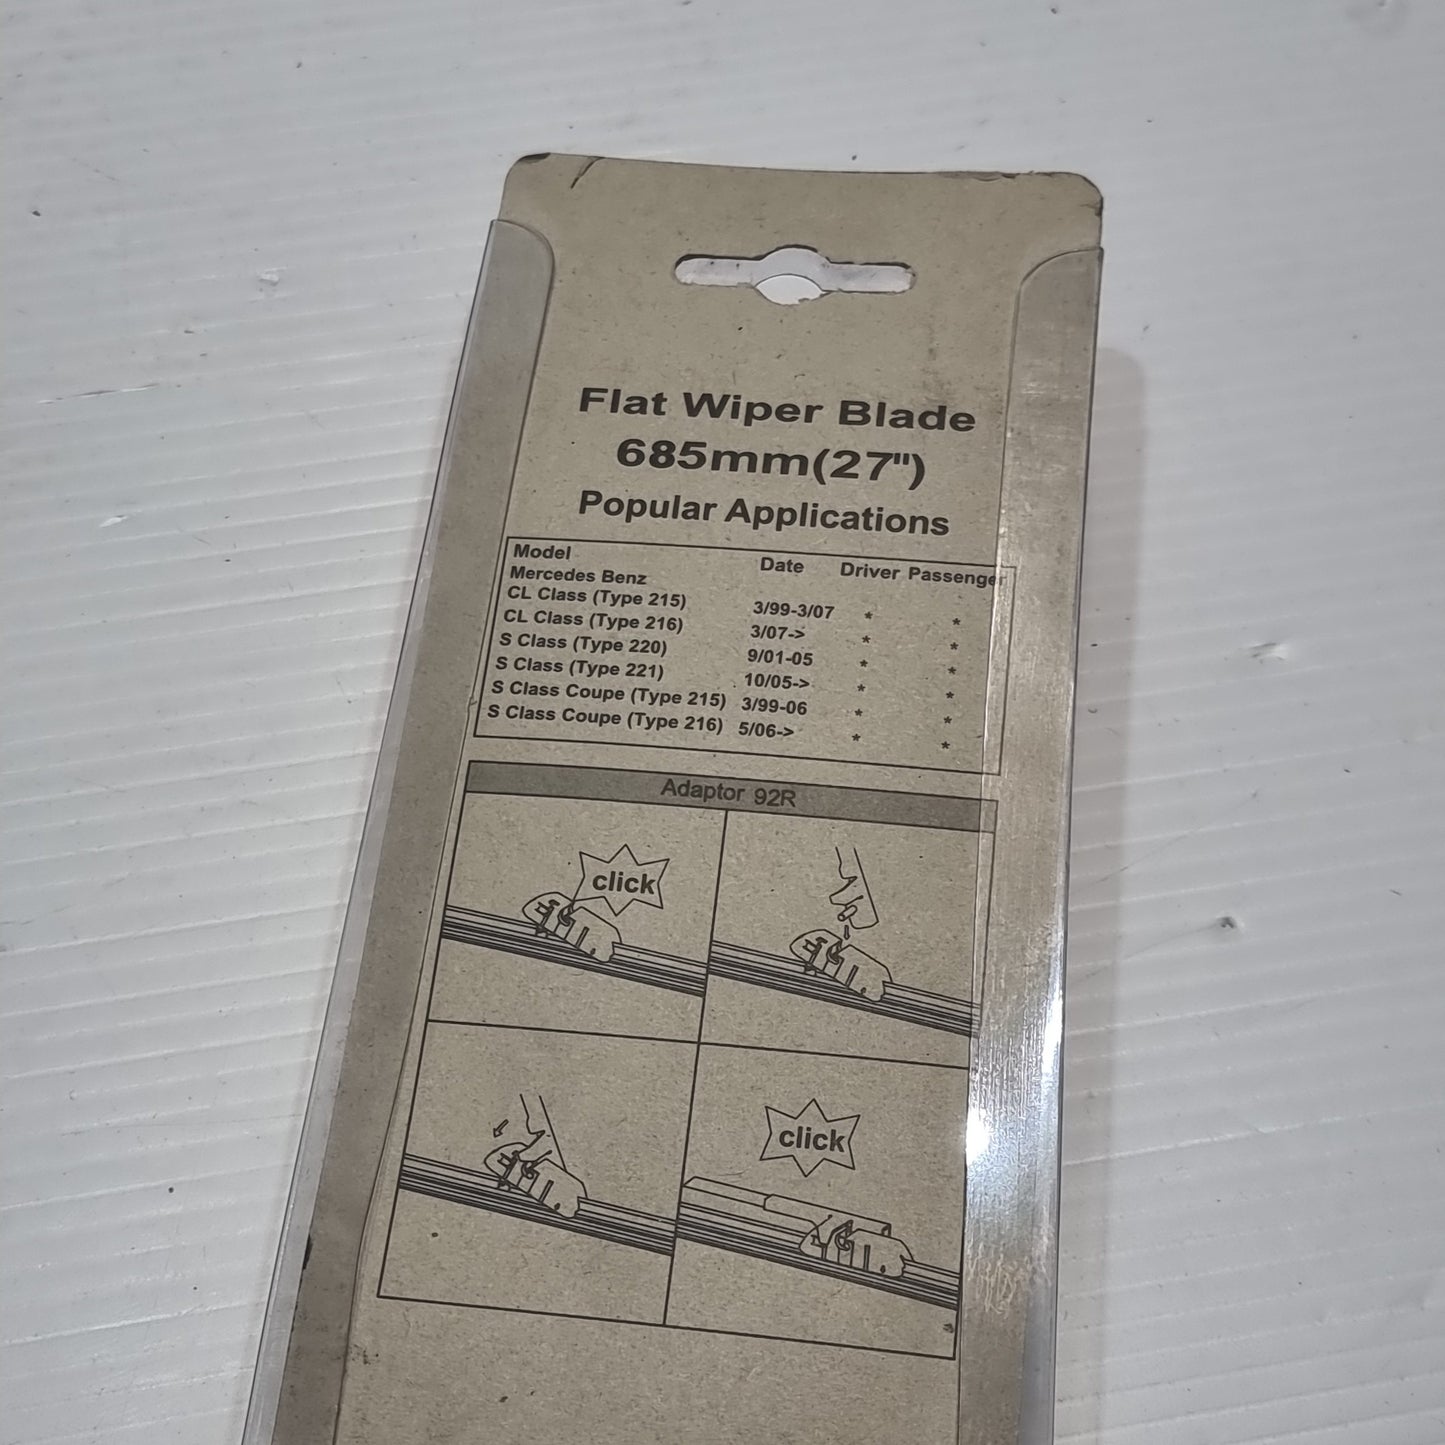 Flat Wiper Blade
685mm(27")
Popular Applications
Model Date Driver Passenger
Mercedes Benz
CL Class (Type 215) 3/99-3/07 * *
CL Class (Type 216) 3/07-> * *
S Class (Type 220) 9/01-05 * *
S Class (Type 221) 10/05-> * *
S Class Coupe (Type 215) 3/99-06 * *
S Class Coupe (Type 216) 5/06-> * *
Adaptor 92R
click
click